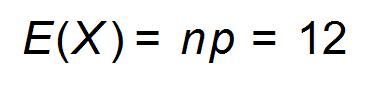 E(X) = np = 12